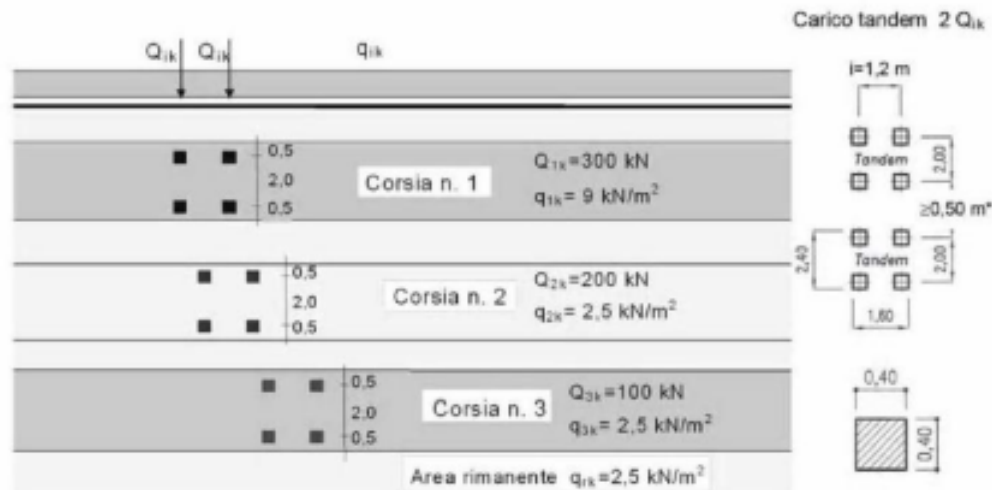 Carico tandem 2 Qik
Qik Qik qik
i=1,2 m
0,5
2,0
0,5
Corsia n. 1
Q1k=300 kN
q1k= 9 kN/m²
Tandem
2,00
≥0,50 m*
0,5
2,0
0,5
Corsia n. 2
Q2k=200 kN
q2k= 2,5 kN/m²
2,40
Tandem
2,00
1,60
0,5
2,0
0,5
Corsia n. 3
Q3k=100 kN
q3k= 2,5 kN/m²
0,40
0,40
Area rimanente qrk=2,5 kN/m²